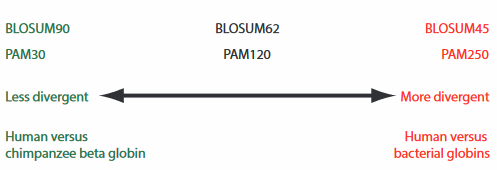 BLOSUM90 BLOSUM62 BLOSUM45
PAM30 PAM120 PAM250
Less divergent More divergent
Human versus
chimpanzee beta globin
Human versus
bacterial globins